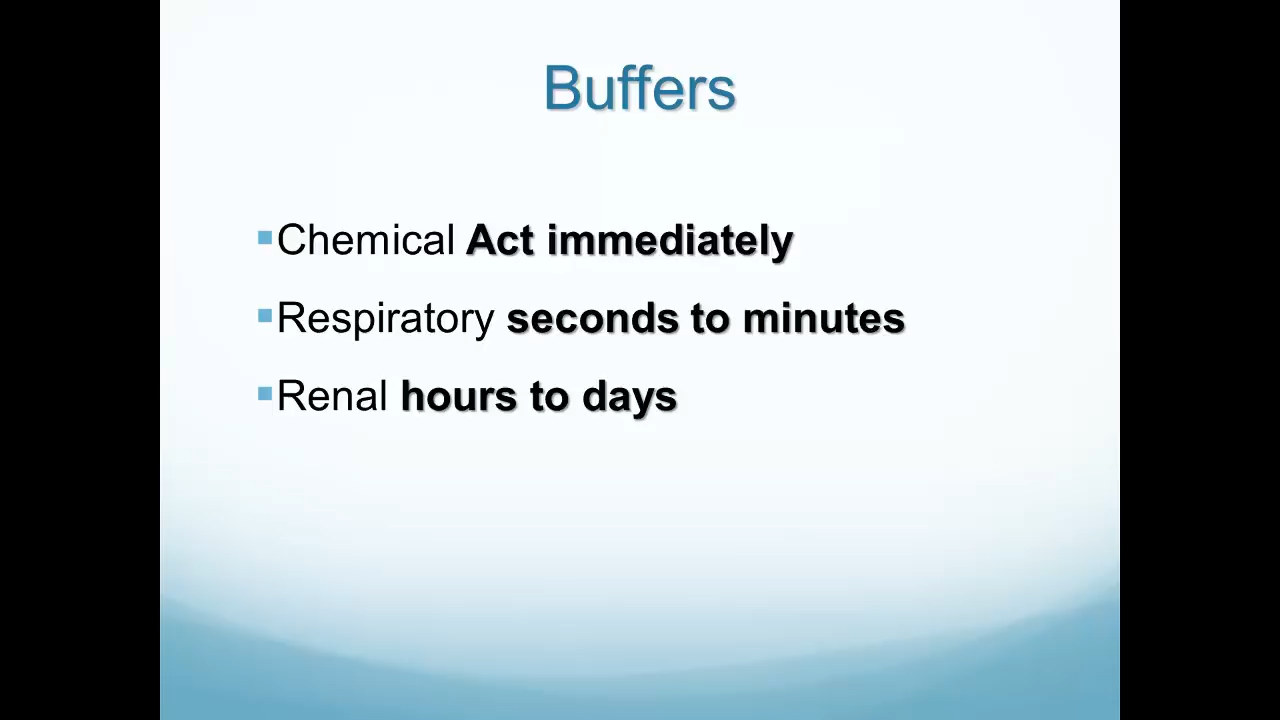 Buffers
▪Chemical Act immediately
▪Respiratory seconds to minutes
▪Renal hours to days